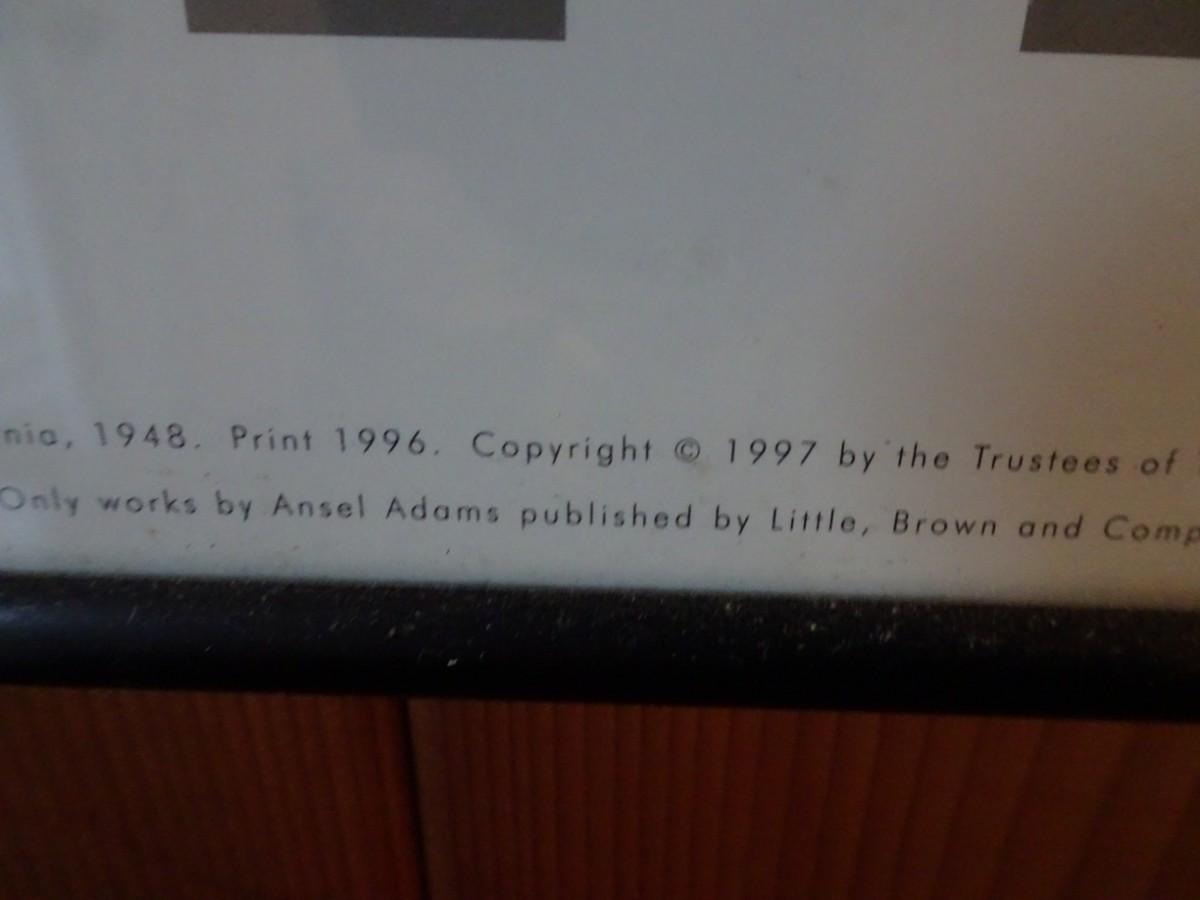 nia, 1948. Print 1996. Copyright © 1997 by the Trustees of
Only works by Ansel Adams published by Little, Brown and Comp